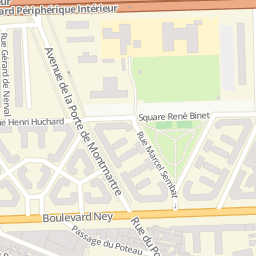 ard Périphérique Intérieur
Rue Gérard de Nerval
Avenue de la Porte de Montmartre
Square René Binet
e Henri Huchard
Rue Marcel Sembat
Boulevard Ney
Rue du Po
Passage du Poteau